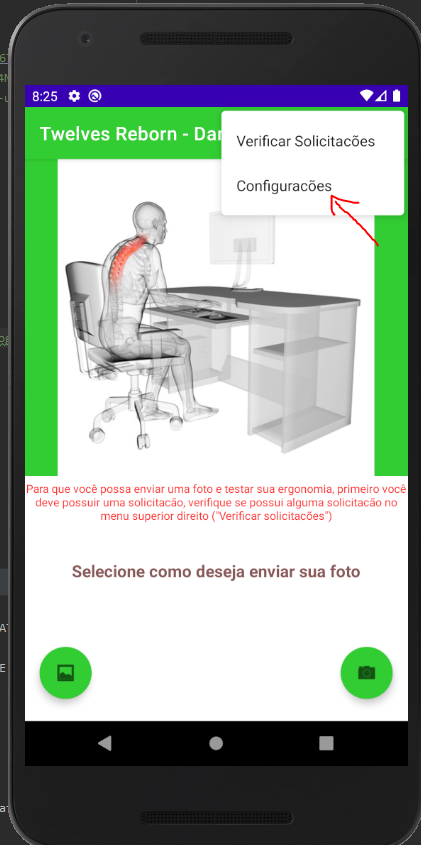 8:25
Twelves Reborn - Dar
Verificar Solicitacões
Configuracões
Para que você possa enviar uma foto e testar sua ergonomia, primeiro você
deve possuir uma solicitacão, verifique se possui alguma solicitacão no
menu superior direito ("Verificar solicitacões")
Selecione como deseja enviar sua foto